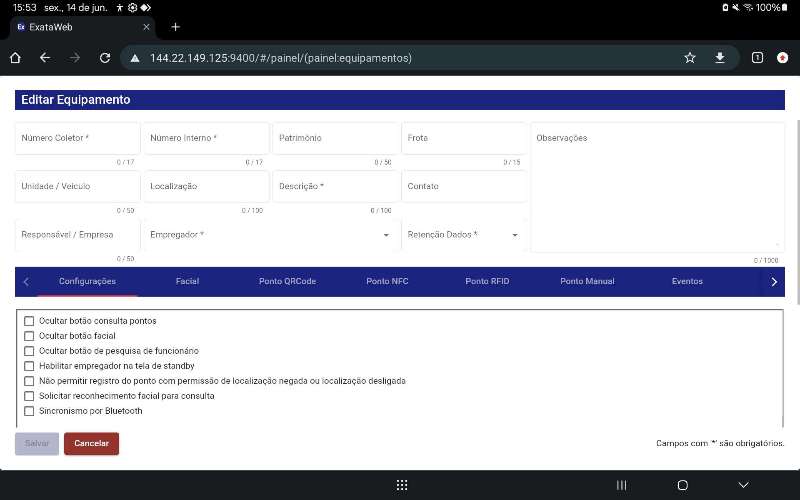 15:53 sex., 14 de jun. 100%
Ex ExataWeb
144.22.149.125:9400/#/painel/(painel:equipamentos) 1
Editar Equipamento
Número Coletor * Número Interno * Patrimônio Frota Observações
0 / 17 0 / 17 0 / 50 0 / 15
Unidade / Veículo Localização Descrição * Contato
0 / 50 0 / 100 0 / 100
Responsável / Empresa Empregador * Retenção Dados *
0 / 50 0 / 1000
Configurações Facial Ponto QRCode Ponto NFC Ponto RFID Ponto Manual Eventos
Ocultar botão consulta pontos
Ocultar botão facial
Ocultar botão de pesquisa de funcionário
Habilitar empregador na tela de standby
Não permitir registro do ponto com permissão de localização negada ou localização desligada
Solicitar reconhecimento facial para consulta
Sincronismo por Bluetooth
Salvar Cancelar Campos com '*' são obrigatórios.